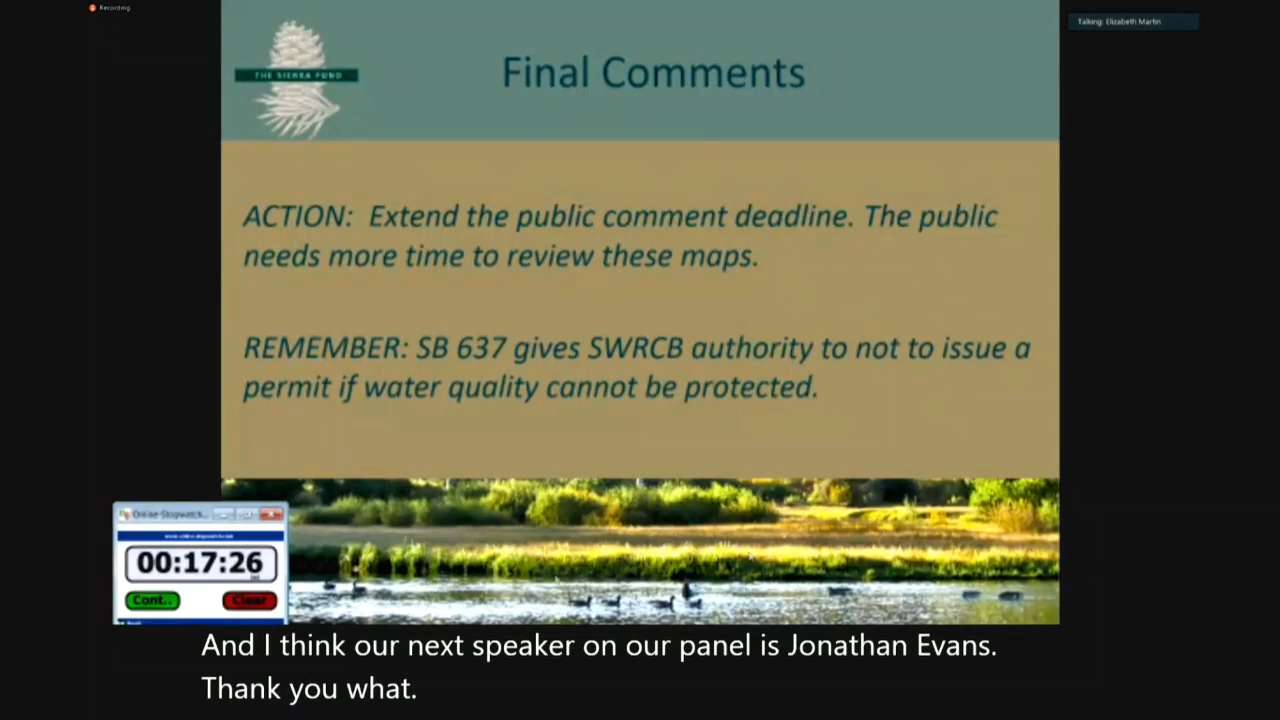 Recording
Talking: Elizabeth Martin
THE SIERRA FUND
Final Comments
ACTION: Extend the public comment deadline. The public
needs more time to review these maps.
REMEMBER: SB 637 gives SWRCB authority to not to issue a
permit if water quality cannot be protected.
Online-Stopwatch...
00:17:26
Cont..
Clear
And I think our next speaker on our panel is Jonathan Evans.
Thank you what.